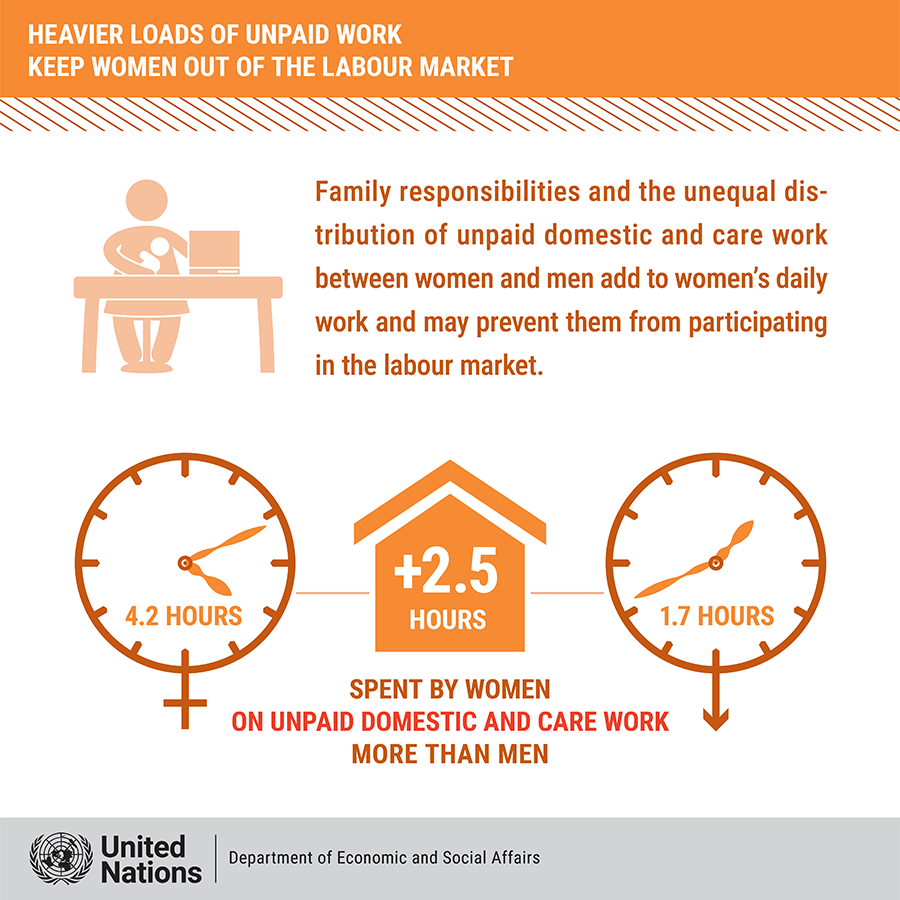 HEAVIER LOADS OF UNPAID WORK
KEEP WOMEN OUT OF THE LABOUR MARKET
Family responsibilities and the unequal dis-
tribution of unpaid domestic and care work
between women and men add to women's daily
work and may prevent them from participating
in the labour market.
4.2 HOURS
+2.5
HOURS
1.7 HOURS
SPENT BY WOMEN
ON UNPAID DOMESTIC AND CARE WORK
MORE THAN MEN
United
Nations
Department of Economic and Social Affairs